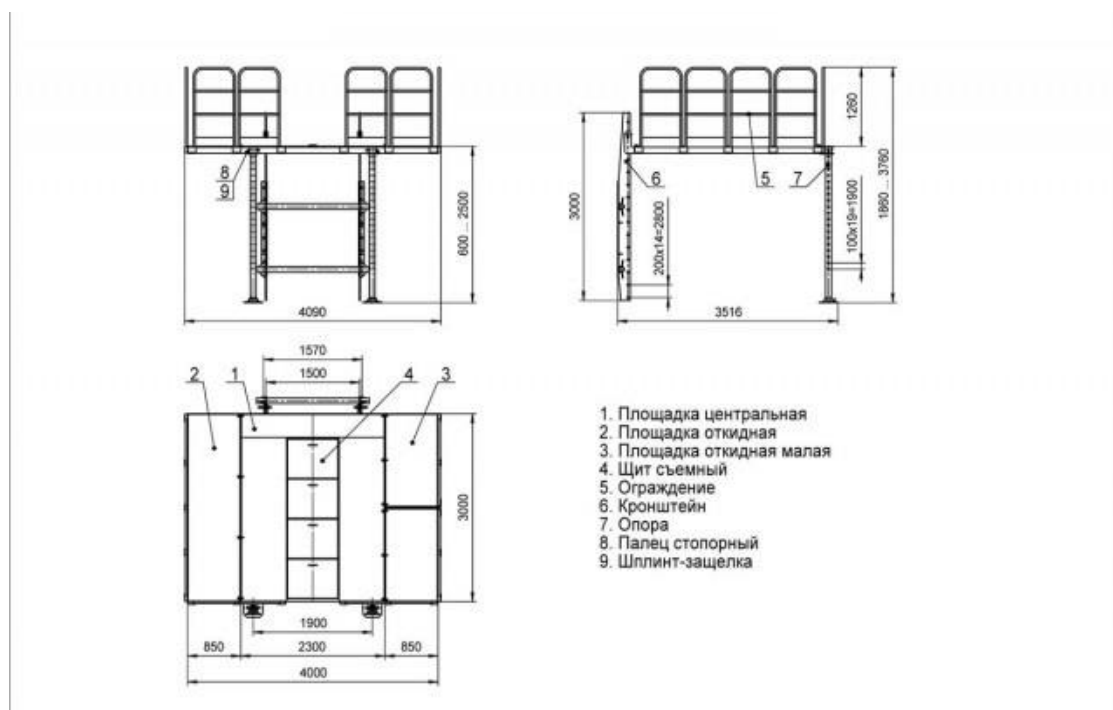 8
9
600 ... 2500
4090
3000
6
200x14=2800
5
7
1260
1860 ... 3760
100x19=1900
3516
1570
1500
2
1
4
3
3000
1900
850
2300
850
4000
1. Площадка центральная
2. Площадка откидная
3. Площадка откидная малая
4. Щит съемный
5. Ограждение
6. Кронштейн
7. Опора
8. Палец стопорный
9. Шплинт-защелка